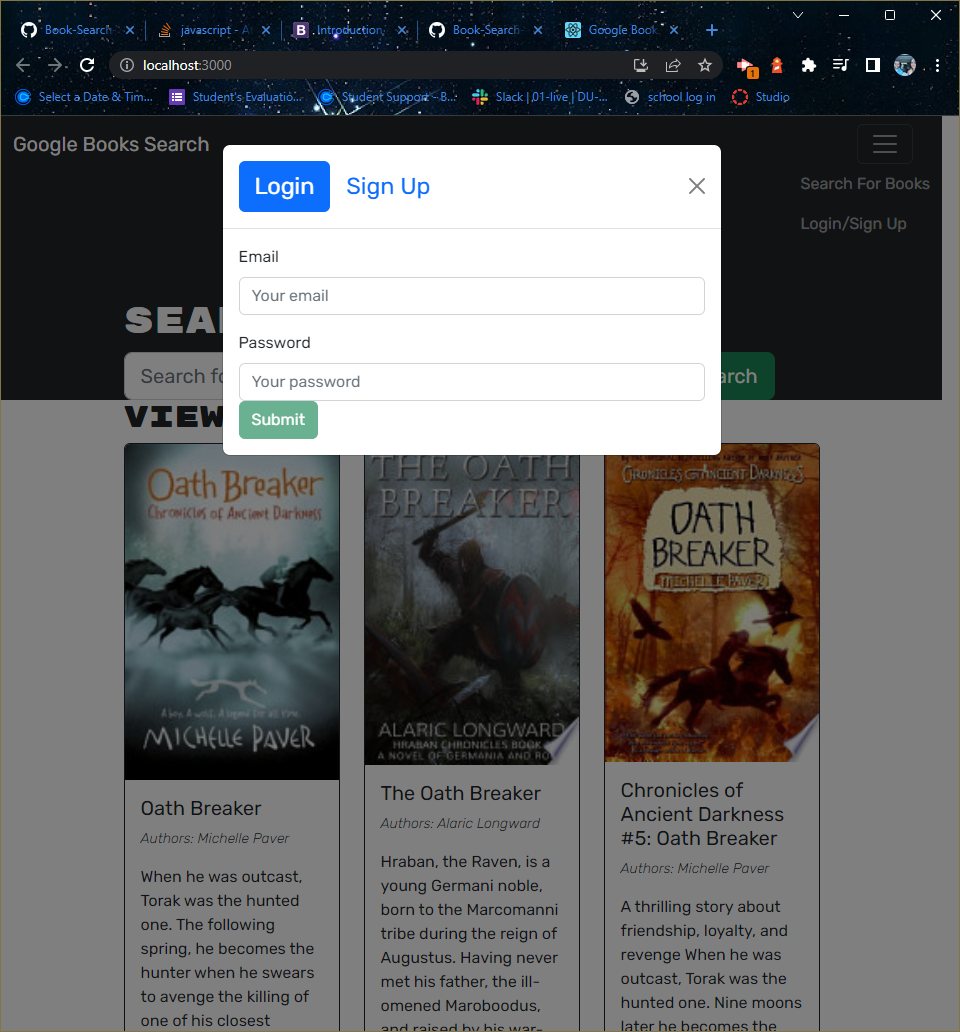 Book-Search
javascript - A
Introduction
Book-Search
Google Book
localhost:3000
1
Select a Date & Tim...
Student's Evaluatio...
Student Support - B...
Slack | 01-live | DU-...
school log in
Studio
Google Books Search
Search For Books
Login/Sign Up
Login
Sign Up
Email
Your email
Password
Your password
Submit
SEA
Search fo
arch
VIEW
Oath Breaker
Chronicles of Ancient Darkness
A boy. A wolf. A legend for all time.
MICHELLE PAVER
THE OATH
BREAKER
ALARIC LONGWARD
HRABAN CHRONICLES BOOK
A NOVEL OF GERMANIA AND RO
CHRONICLES OF ANCIENT DARKNESS
OATH
BREAKER
MICHELLE PAVER
Oath Breaker
Authors: Michelle Paver
When he was outcast,
Torak was the hunted
one. The following
spring, he becomes the
hunter when he swears
to avenge the killing of
one of his closest
The Oath Breaker
Authors: Alaric Longward
Hraban, the Raven, is a
young Germani noble,
born to the Marcomanni
tribe during the reign of
Augustus. Having never
met his father, the ill-
omened Maroboodus,
and raised by his war-
Chronicles of
Ancient Darkness
#5: Oath Breaker
Authors: Michelle Paver
A thrilling story about
friendship, loyalty, and
revenge When he was
outcast, Torak was the
hunted one. Nine moons
later he becomes the